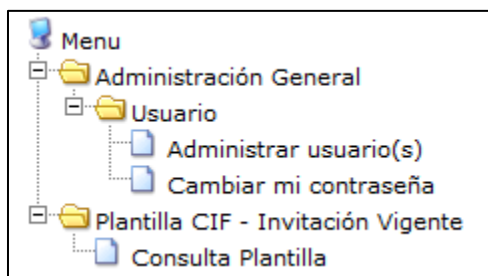 Menu
Administración General
Usuario
Administrar usuario(s)
Cambiar mi contraseña
Plantilla CIF - Invitación Vigente
Consulta Plantilla